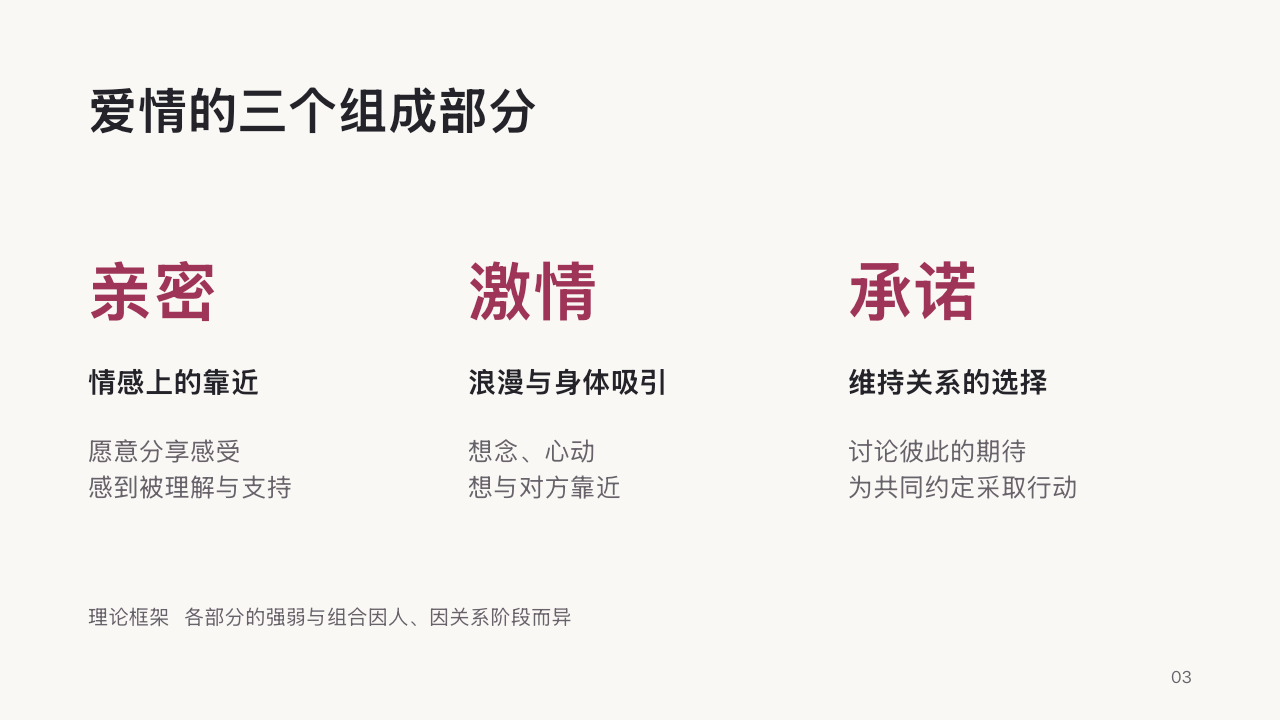 爱情的三个组成部分
亲密
情感上的靠近
愿意分享感受
感到被理解与支持
激情
浪漫与身体吸引
想念、心动
想与对方靠近
承诺
维持关系的选择
讨论彼此的期待
为共同约定采取行动
理论框架 各部分的强弱与组合因人、因关系阶段而异
03